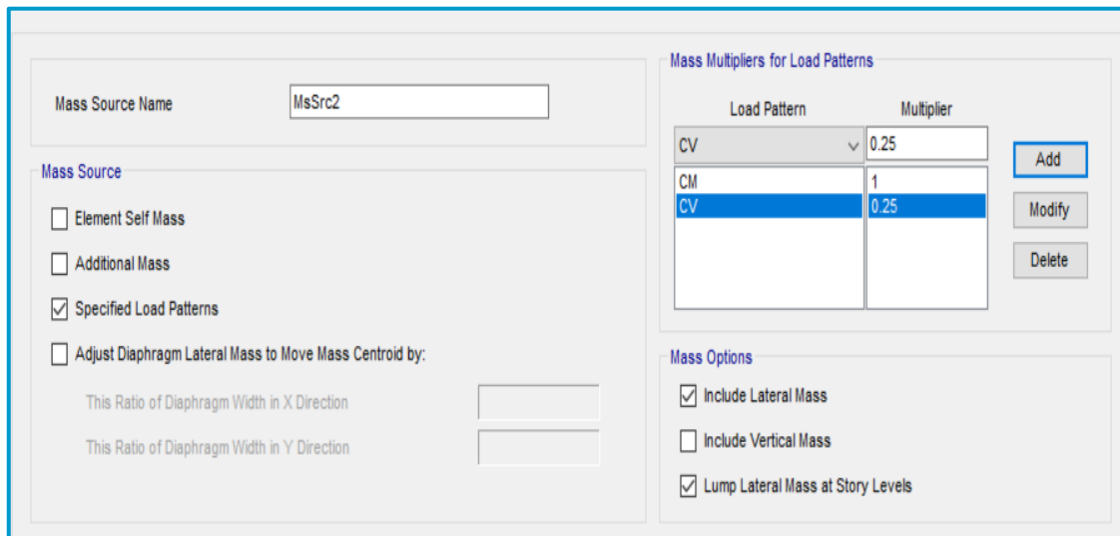 Mass Source Name
MsSrc2
Mass Source
Element Self Mass
Additional Mass
Specified Load Patterns
Adjust Diaphragm Lateral Mass to Move Mass Centroid by:
This Ratio of Diaphragm Width in X Direction
This Ratio of Diaphragm Width in Y Direction
Mass Multipliers for Load Patterns
Load Pattern Multiplier
CV 0.25
CM 1
CV 0.25
Add
Modify
Delete
Mass Options
Include Lateral Mass
Include Vertical Mass
Lump Lateral Mass at Story Levels